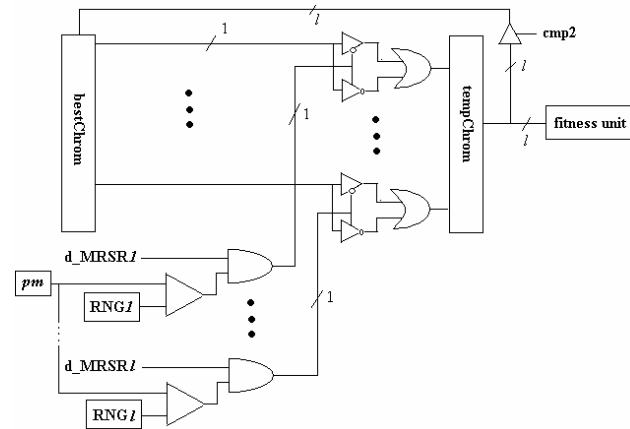 l
1
cmp2
l
bestChrom
tempChrom
1
l
fitness unit
d_MRSR1
pm
RNG1
1
d_MRSRl
RNGl